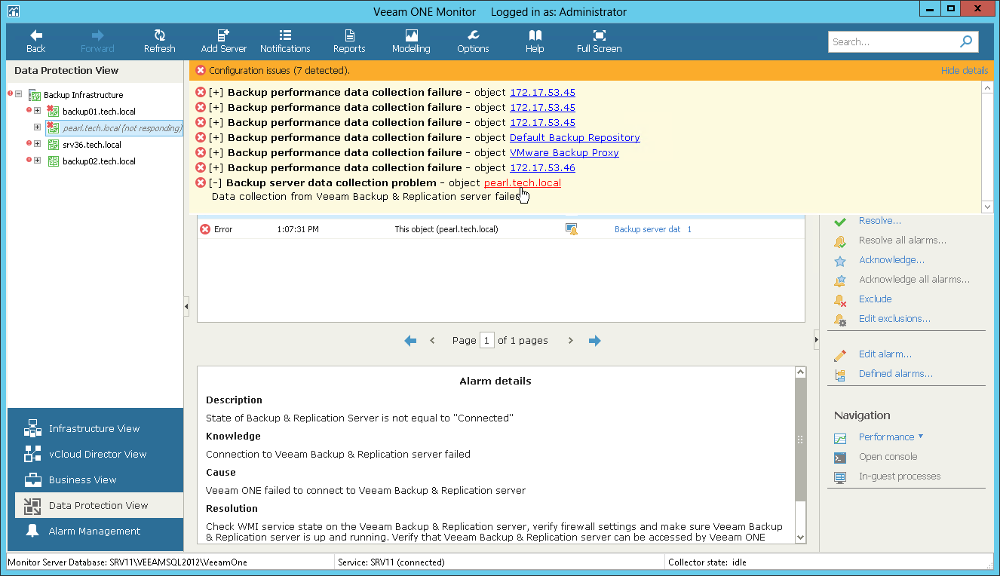 Veeam ONE Monitor Logged in as: Administrator
Back
Forward
Refresh
Add Server
Notifications
Reports
Modelling
Options
Help
Full Screen
Search...
Data Protection View
Backup Infrastructure
backup01.tech.local
pearl.tech.local (not responding)
srv36.tech.local
backup02.tech.local
Configuration issues (7 detected).
Hide details
[+] Backup performance data collection failure - object 172.17.53.45
[+] Backup performance data collection failure - object 172.17.53.45
[+] Backup performance data collection failure - object 172.17.53.45
[+] Backup performance data collection failure - object Default Backup Repository
[+] Backup performance data collection failure - object VMware Backup Proxy
[+] Backup performance data collection failure - object 172.17.53.46
[-] Backup server data collection problem - object pearl.tech.local
Data collection from Veeam Backup & Replication server failed
Error 1:07:31 PM This object (pearl.tech.local) Backup server dat 1
Page 1 of 1 pages
Alarm details
Description
State of Backup & Replication Server is not equal to "Connected"
Knowledge
Connection to Veeam Backup & Replication server failed
Cause
Veeam ONE failed to connect to Veeam Backup & Replication server
Resolution
Check WMI service state on the Veeam Backup & Replication server, verify firewall settings and make sure Veeam Backup
& Replication server is up and running. Verify that Veeam Backup & Replication server can be accessed by Veeam ONE
Resolve...
Resolve all alarms...
Acknowledge...
Acknowledge all alarms...
Exclude
Edit exclusions...
Edit alarm...
Defined alarms...
Navigation
Performance
Open console
In-guest processes
Infrastructure View
vCloud Director View
Business View
Data Protection View
Alarm Management
Monitor Server Database: SRV11\VEEAMSQL2012\VeeamOne
Service: SRV11 (connected)
Collector state: idle